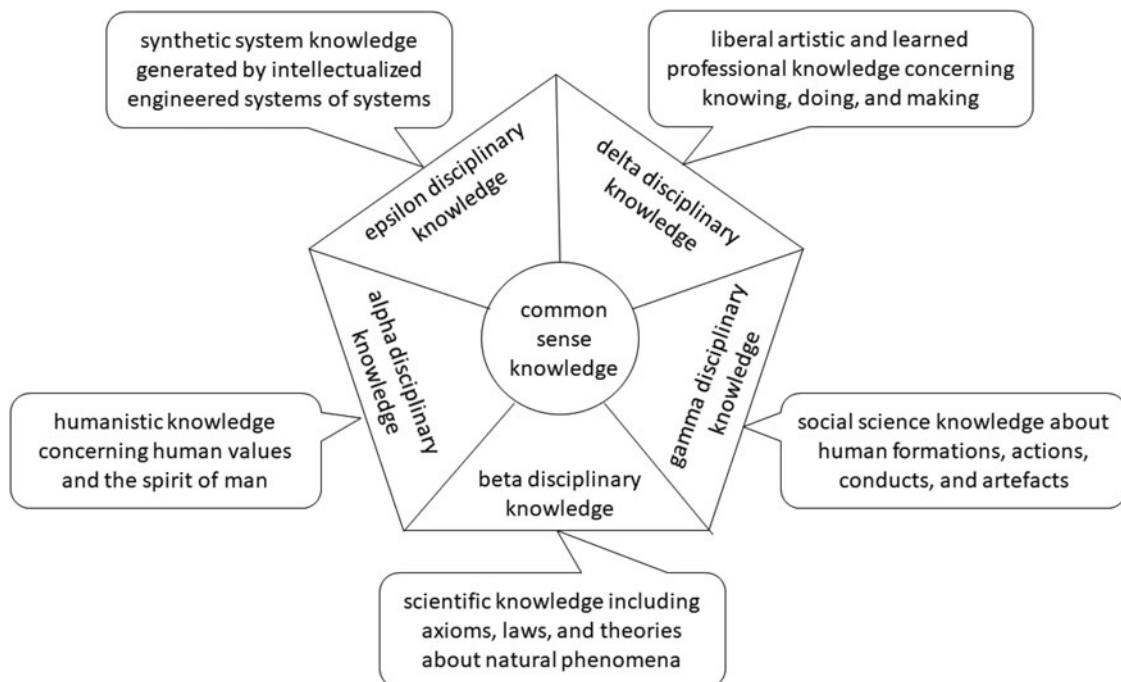 synthetic system knowledge
generated by intellectualized
engineered systems of systems
liberal artistic and learned
professional knowledge concerning
knowing, doing, and making
epsilon disciplinary
knowledge
delta disciplinary
knowledge
common
sense
knowledge
alpha disciplinary
knowledge
gamma disciplinary
knowledge
humanistic knowledge
concerning human values
and the spirit of man
social science knowledge about
human formations, actions,
conducts, and artefacts
beta disciplinary
knowledge
scientific knowledge including
axioms, laws, and theories
about natural phenomena